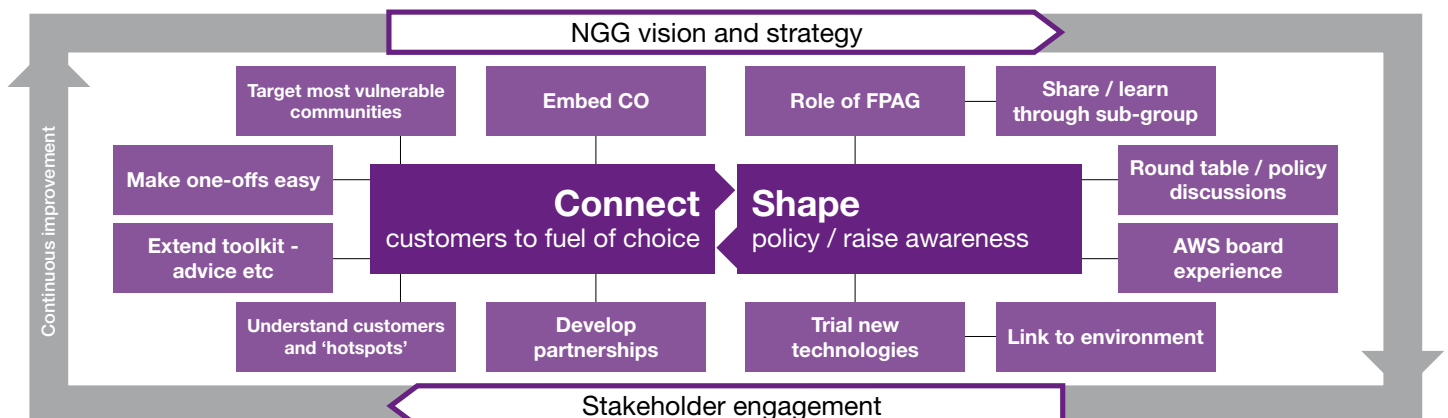 NGG vision and strategy
Target most vulnerable
communities
Embed CO
Role of FPAG
Share / learn
through sub-group
Make one-offs easy
Connect
customers to fuel of choice
Shape
policy / raise awareness
Round table / policy
discussions
Extend toolkit -
advice etc
AWS board
experience
Understand customers
and ‘hotspots’
Develop
partnerships
Trial new
technologies
Link to environment
Stakeholder engagement
Continuous improvement